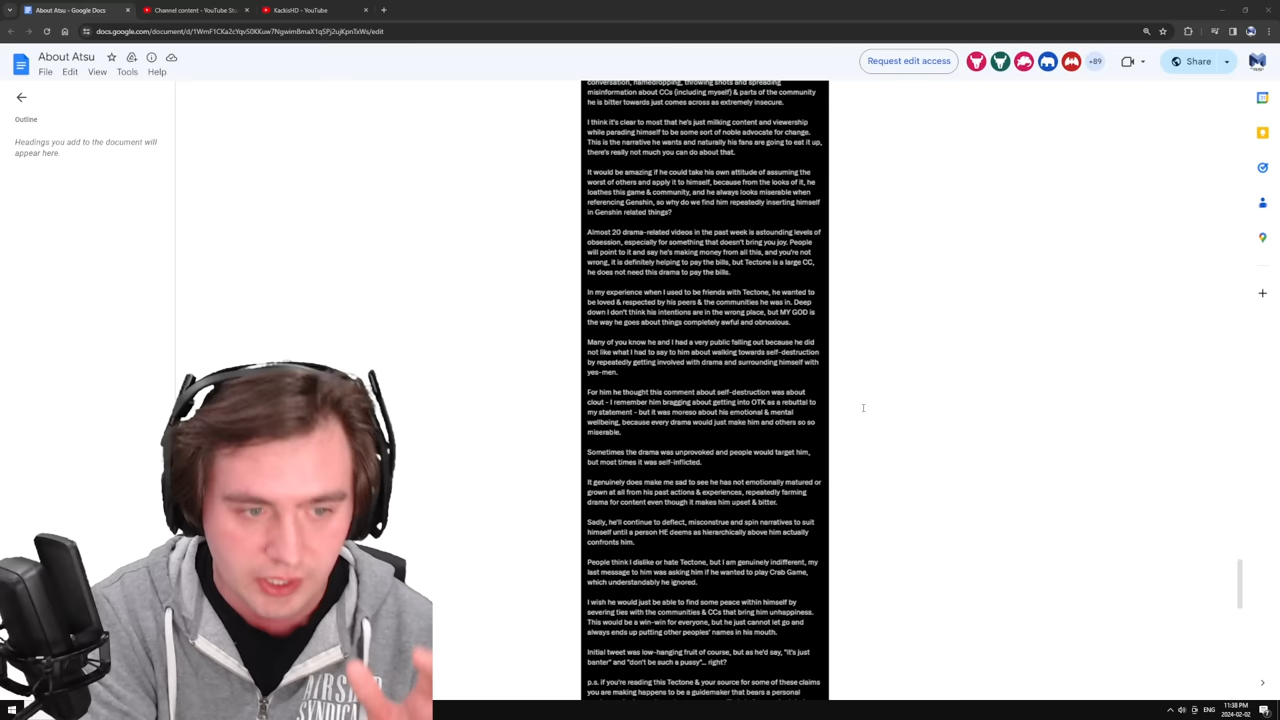 About Atsu - Google Docs
Channel content - YouTube Stu
KackisHD - YouTube
docs.google.com/document/d/1WmF1CKa2cYqvS0KKuw7NgwimBmaX1qSPj2ujKpnTxWs/edit
About Atsu
File Edit View Tools Help
Request edit access
+89
Share
Outline
Headings you add to the document will
appear here.
conversation, namedropping, throwing shots and spreading
misinformation about CCs (including myself) & parts of the community
he is bitter towards just comes across as extremely insecure.
I think it's clear to most that he's just milking content and viewership
while parading himself to be some sort of noble advocate for change.
This is the narrative he wants and naturally his fans are going to eat it up,
there's really not much you can do about that.
It would be amazing if he could take his own attitude of assuming the
worst of others and apply it to himself, because from the looks of it, he
loathes this game & community, and he always looks miserable when
referencing Genshin, so why do we find him repeatedly inserting himself
in Genshin related things?
Almost 20 drama-related videos in the past week is astounding levels of
obsession, especially for something that doesn't bring you joy. People
will point to it and say he's making money from all this, and you're not
wrong, it is definitely helping to pay the bills, but Tectone is a large CC,
he does not need this drama to pay the bills.
In my experience when I used to be friends with Tectone, he wanted to
be loved & respected by his peers & the communities he was in. Deep
down I don't think his intentions are in the wrong place, but MY GOD is
the way he goes about things completely awful and obnoxious.
Many of you know he and I had a very public falling out because he did
not like what I had to say to him about walking towards self-destruction
by repeatedly getting involved with drama and surrounding himself with
yes-men.
For him he thought this comment about self-destruction was about
clout - I remember him bragging about getting into OTK as a rebuttal to
my statement - but it was moreso about his emotional & mental
wellbeing, because every drama would just make him and others so so
miserable.
Sometimes the drama was unprovoked and people would target him,
but most times it was self-inflicted.
It genuinely does make me sad to see he has not emotionally matured or
grown at all from his past actions & experiences, repeatedly farming
drama for content even though it makes him upset & bitter.
Sadly, he'll continue to deflect, misconstrue and spin narratives to suit
himself until a person HE deems as hierarchically above him actually
confronts him.
People think I dislike or hate Tectone, but I am genuinely indifferent, my
last message to him was asking him if he wanted to play Crab Game,
which understandably he ignored.
I wish he would just be able to find some peace within himself by
severing ties with the communities & CCs that bring him unhappiness.
This would be a win-win for everyone, but he just cannot let go and
always ends up putting other peoples' names in his mouth.
Initial tweet was low-hanging fruit of course, but as he'd say, "it's just
banter" and "don't be such a pussy"... right?
p.s. if you're reading this Tectone & your source for some of these claims
you are making happens to be a guidemaker that bears a personal
ENG
11:38 PM
2024-02-02